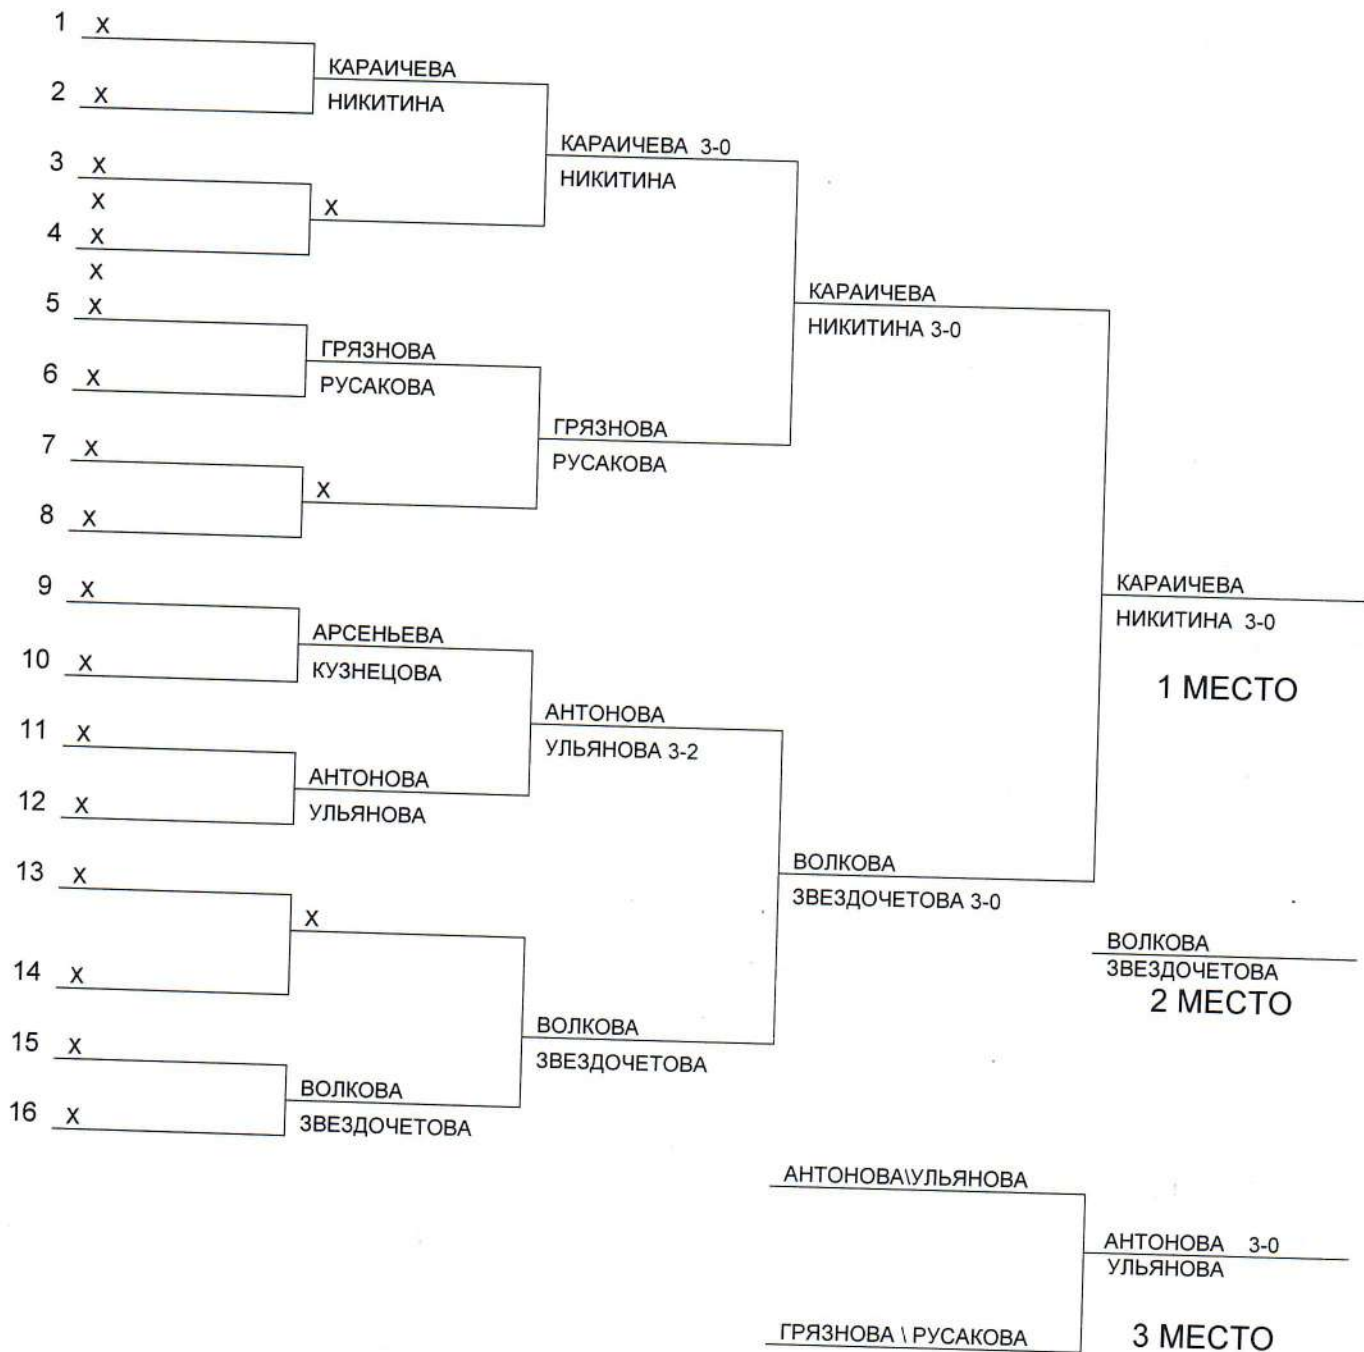 1 X
КАРАИЧЕВА
2 X
НИКИТИНА
КАРАИЧЕВА 3-0
3 X
НИКИТИНА
X
X
4 X
X
5 X
КАРАИЧЕВА
НИКИТИНА 3-0
ГРЯЗНОВА
6 X
РУСАКОВА
ГРЯЗНОВА
7 X
РУСАКОВА
X
8 X
9 X
КАРАИЧЕВА
НИКИТИНА 3-0
АРСЕНЬЕВА
10 X
КУЗНЕЦОВА
1 МЕСТО
АНТОНОВА
11 X
УЛЬЯНОВА 3-2
АНТОНОВА
12 X
УЛЬЯНОВА
ВОЛКОВА
13 X
ЗВЕЗДОЧЕТОВА 3-0
X
ВОЛКОВА
14 X
ЗВЕЗДОЧЕТОВА
2 МЕСТО
ВОЛКОВА
15 X
ЗВЕЗДОЧЕТОВА
ВОЛКОВА
16 X
ЗВЕЗДОЧЕТОВА
АНТОНОВА\УЛЬЯНОВА
АНТОНОВА 3-0
УЛЬЯНОВА
ГРЯЗНОВА \ РУСАКОВА
3 МЕСТО